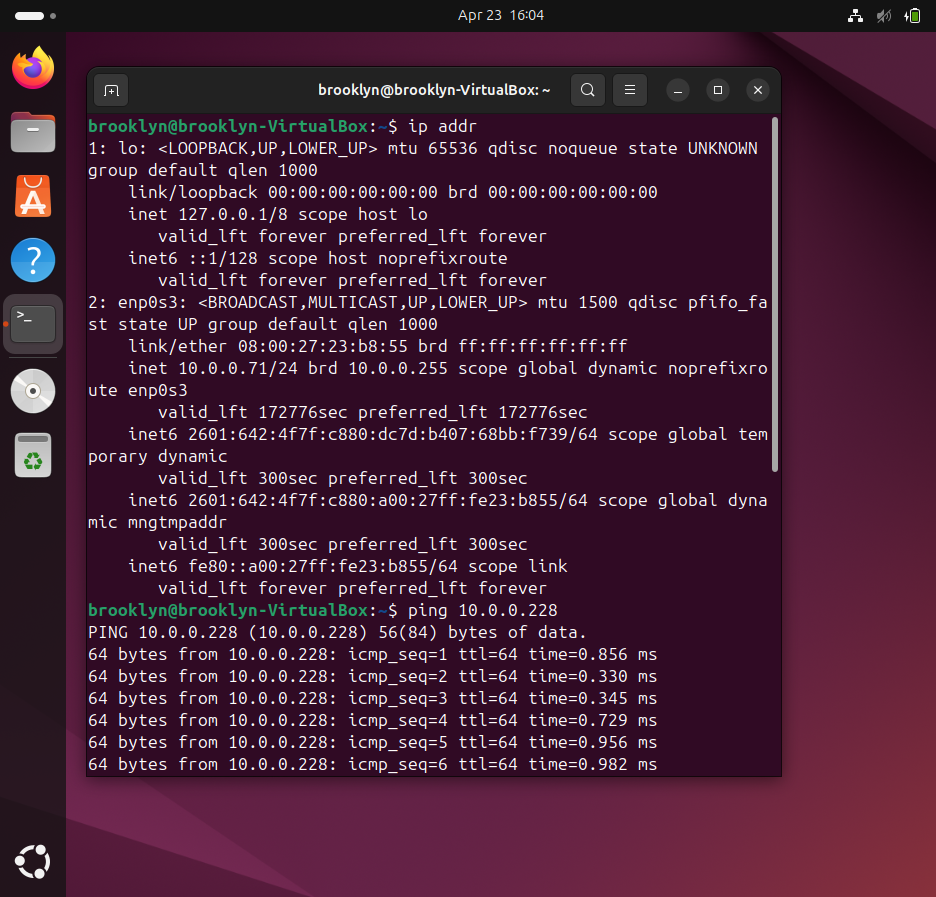 Apr 23 16:04
brooklyn@brooklyn-VirtualBox: ~
brooklyn@brooklyn-VirtualBox:~$ ip addr
1: lo: <LOOPBACK,UP,LOWER_UP> mtu 65536 qdisc noqueue state UNKNOWN
group default qlen 1000
    link/loopback 00:00:00:00:00:00 brd 00:00:00:00:00:00
    inet 127.0.0.1/8 scope host lo
       valid_lft forever preferred_lft forever
    inet6 ::1/128 scope host noprefixroute
       valid_lft forever preferred_lft forever
2: enp0s3: <BROADCAST,MULTICAST,UP,LOWER_UP> mtu 1500 qdisc pfifo_fa
st state UP group default qlen 1000
    link/ether 08:00:27:23:b8:55 brd ff:ff:ff:ff:ff:ff
    inet 10.0.0.71/24 brd 10.0.0.255 scope global dynamic noprefixro
ute enp0s3
       valid_lft 172776sec preferred_lft 172776sec
    inet6 2601:642:4f7f:c880:dc7d:b407:68bb:f739/64 scope global tem
porary dynamic
       valid_lft 300sec preferred_lft 300sec
    inet6 2601:642:4f7f:c880:a00:27ff:fe23:b855/64 scope global dyna
mic mngtmpaddr
       valid_lft 300sec preferred_lft 300sec
    inet6 fe80::a00:27ff:fe23:b855/64 scope link
       valid_lft forever preferred_lft forever
brooklyn@brooklyn-VirtualBox:~$ ping 10.0.0.228
PING 10.0.0.228 (10.0.0.228) 56(84) bytes of data.
64 bytes from 10.0.0.228: icmp_seq=1 ttl=64 time=0.856 ms
64 bytes from 10.0.0.228: icmp_seq=2 ttl=64 time=0.330 ms
64 bytes from 10.0.0.228: icmp_seq=3 ttl=64 time=0.345 ms
64 bytes from 10.0.0.228: icmp_seq=4 ttl=64 time=0.729 ms
64 bytes from 10.0.0.228: icmp_seq=5 ttl=64 time=0.956 ms
64 bytes from 10.0.0.228: icmp_seq=6 ttl=64 time=0.982 ms